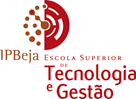 IPBeja ESCOLA SUPERIOR
DE
Tecnologia
e Gestão